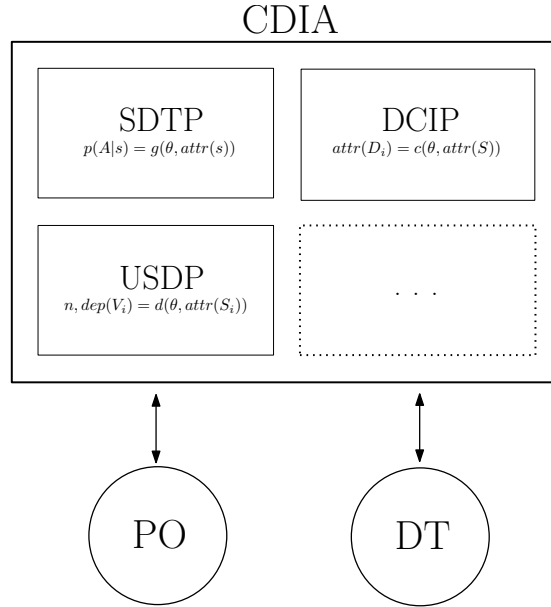 CDIA
SDTP
p(A|s) = g(θ, attr(s))
DCIP
attr(D_i) = c(θ, attr(S))
USDP
n, dep(V_i) = d(θ, attr(S_i))
. . .
PO
DT